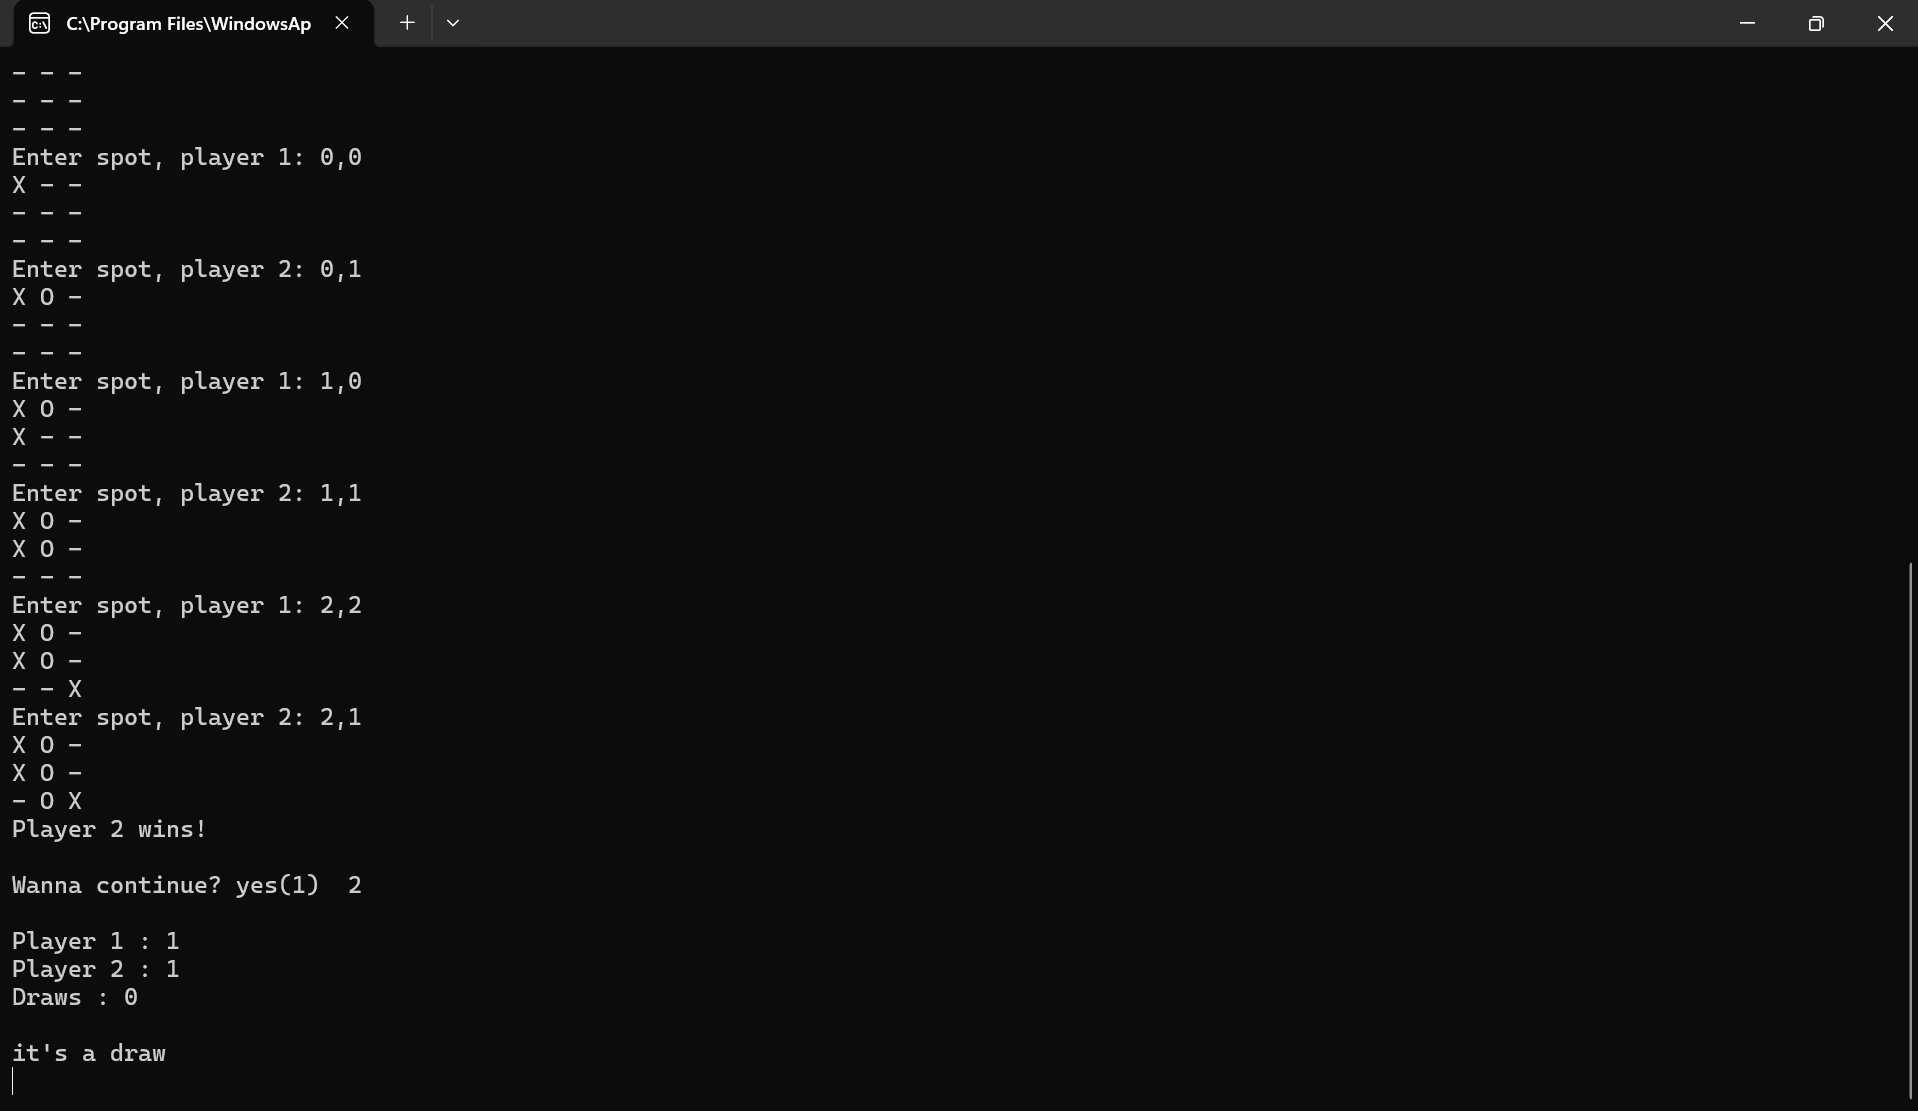 C:\Program Files\WindowsAp
- - -
- - -
- - -
Enter spot, player 1: 0,0
X - -
- - -
- - -
Enter spot, player 2: 0,1
X O -
- - -
- - -
Enter spot, player 1: 1,0
X O -
X - -
- - -
Enter spot, player 2: 1,1
X O -
X O -
- - -
Enter spot, player 1: 2,2
X O -
X O -
- - X
Enter spot, player 2: 2,1
X O -
X O -
- O X
Player 2 wins!
Wanna continue? yes(1)  2
Player 1 : 1
Player 2 : 1
Draws : 0
it's a draw